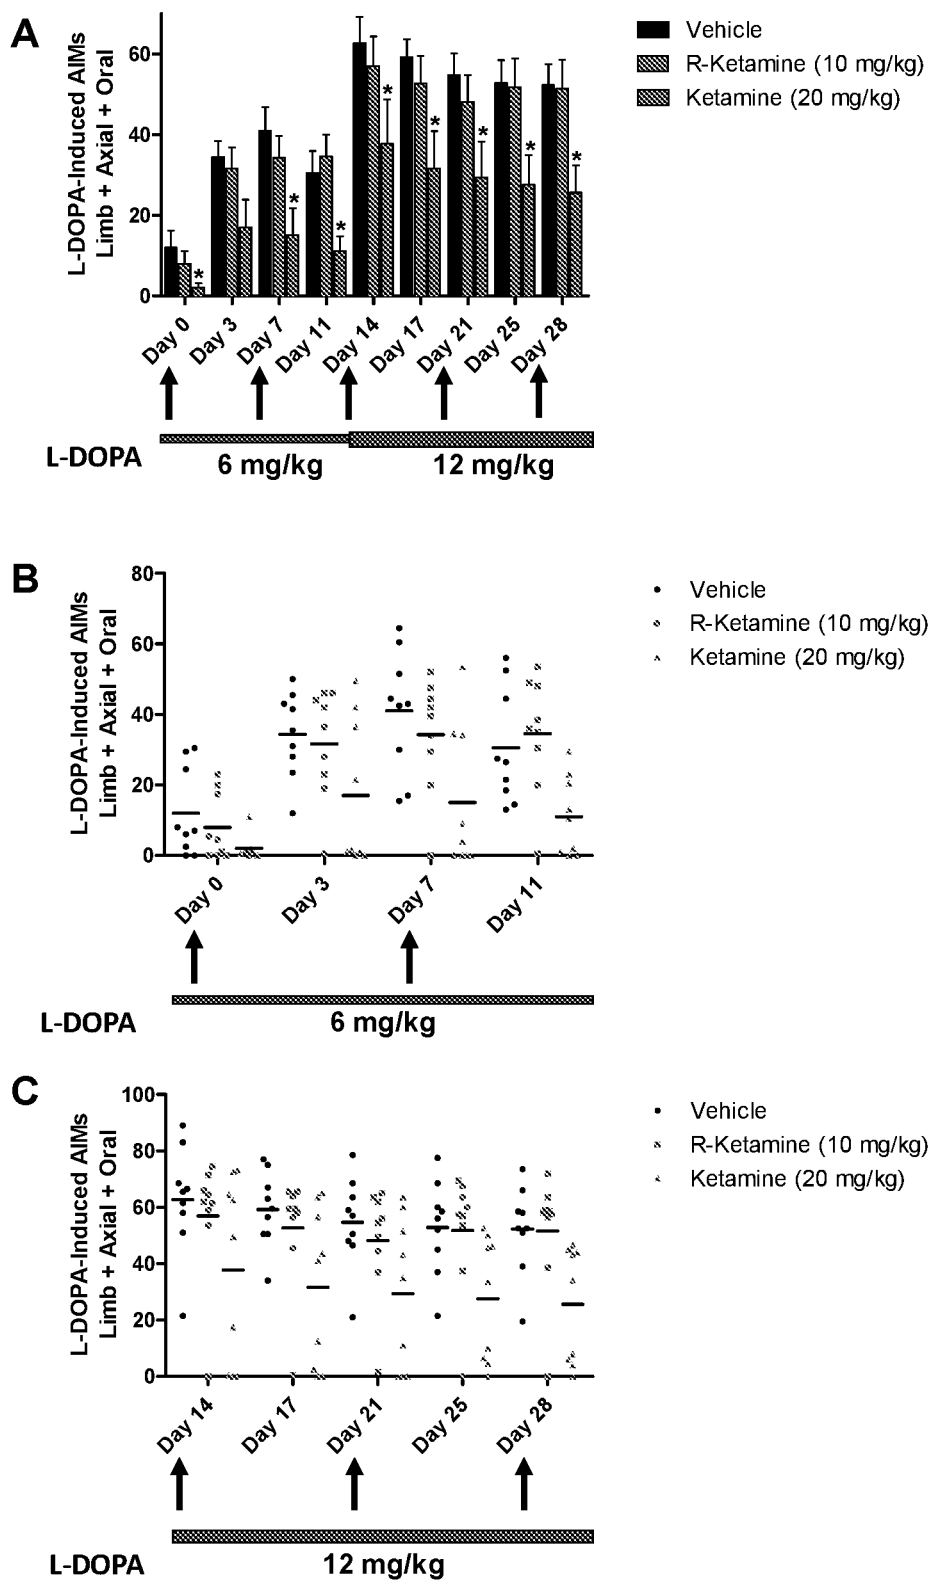 A
L-DOPA-Induced AIMs
Limb + Axial + Oral
60
40
20
0
Vehicle
R-Ketamine (10 mg/kg)
Ketamine (20 mg/kg)
* * * * * * * *
Day 0 Day 3 Day 7 Day 11 Day 14 Day 17 Day 21 Day 25 Day 28
L-DOPA
6 mg/kg 12 mg/kg
B
L-DOPA-Induced AIMs
Limb + Axial + Oral
80
60
40
20
0
Vehicle
R-Ketamine (10 mg/kg)
Ketamine (20 mg/kg)
Day 0 Day 3 Day 7 Day 11
L-DOPA
6 mg/kg
C
L-DOPA-Induced AIMs
Limb + Axial + Oral
100
80
60
40
20
0
Vehicle
R-Ketamine (10 mg/kg)
Ketamine (20 mg/kg)
Day 14 Day 17 Day 21 Day 25 Day 28
L-DOPA
12 mg/kg